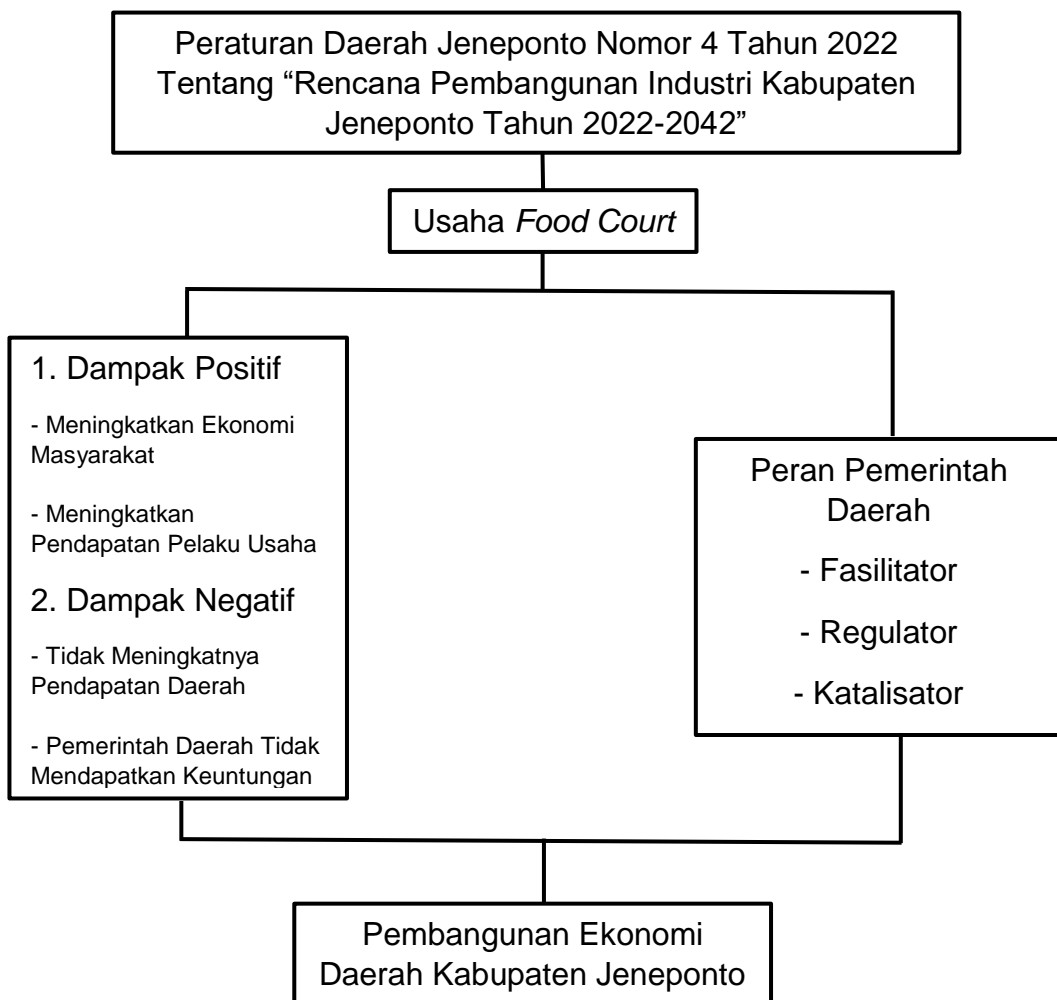 Peraturan Daerah Jeneponto Nomor 4 Tahun 2022
Tentang “Rencana Pembangunan Industri Kabupaten
Jeneponto Tahun 2022-2042”
Usaha Food Court
1. Dampak Positif
- Meningkatkan Ekonomi
Masyarakat
- Meningkatkan
Pendapatan Pelaku Usaha
2. Dampak Negatif
- Tidak Meningkatnya
Pendapatan Daerah
- Pemerintah Daerah Tidak
Mendapatkan Keuntungan
Peran Pemerintah
Daerah
- Fasilitator
- Regulator
- Katalisator
Pembangunan Ekonomi
Daerah Kabupaten Jeneponto